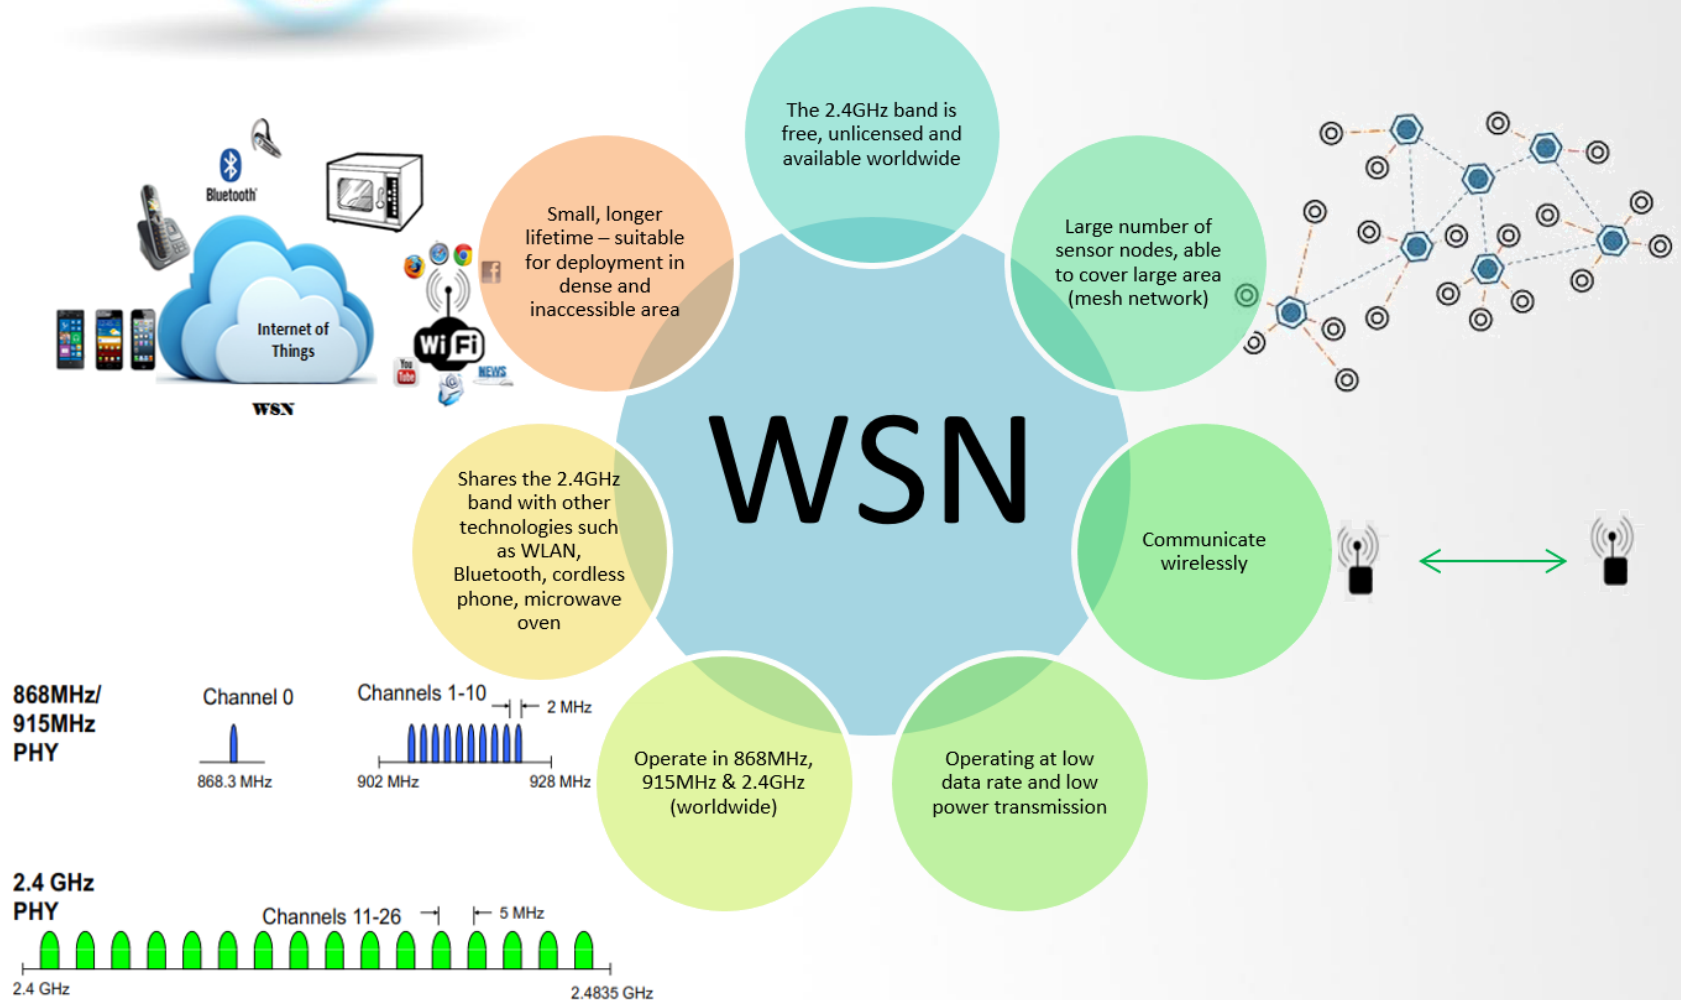 The 2.4GHz band is
free, unlicensed and
available worldwide
Bluetooth
Small, longer
lifetime – suitable
for deployment in
dense and
inaccessible area
Large number of
sensor nodes, able
to cover large area
(mesh network)
Internet of
Things
WiFi
You
Tube
NEWS
WSN
WSN
Shares the 2.4GHz
band with other
technologies such
as WLAN,
Bluetooth, cordless
phone, microwave
oven
Communicate
wirelessly
868MHz/
915MHz
PHY
Channel 0
868.3 MHz
Channels 1-10
2 MHz
902 MHz
928 MHz
Operate in 868MHz,
915MHz & 2.4GHz
(worldwide)
Operating at low
data rate and low
power transmission
2.4 GHz
PHY
Channels 11-26
5 MHz
2.4 GHz
2.4835 GHz